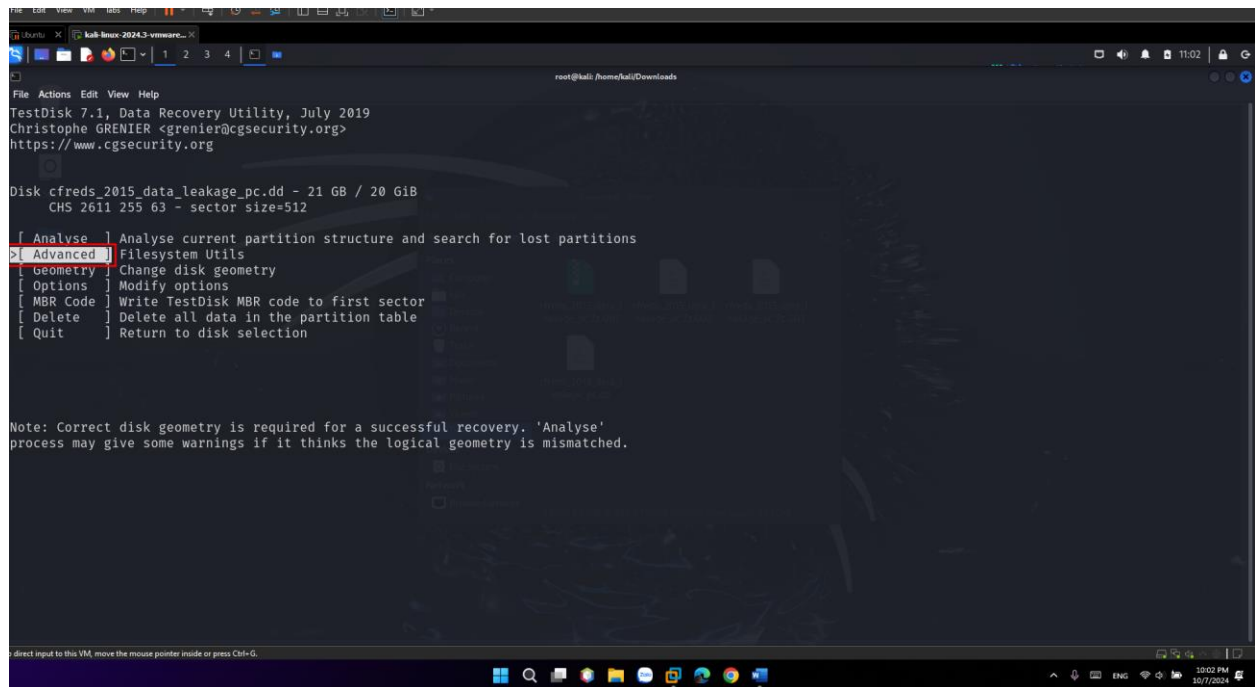 File Edit View VM Tabs Help
Ubuntu kali-linux-2024.3-vmware...
1 2 3 4 11:02
root@kali: /home/kali/Downloads
File Actions Edit View Help
TestDisk 7.1, Data Recovery Utility, July 2019
Christophe GRENIER <grenier@cgsecurity.org>
https://www.cgsecurity.org
Disk cfreds_2015_data_leakage_pc.dd - 21 GB / 20 GiB
CHS 2611 255 63 - sector size=512
[ Analyse ] Analyse current partition structure and search for lost partitions
>[ Advanced ] Filesystem Utils
[ Geometry ] Change disk geometry
[ Options ] Modify options
[ MBR Code ] Write TestDisk MBR code to first sector
[ Delete ] Delete all data in the partition table
[ Quit ] Return to disk selection
Note: Correct disk geometry is required for a successful recovery. 'Analyse'
process may give some warnings if it thinks the logical geometry is mismatched.
direct input to this VM, move the mouse pointer inside or press Ctrl+G.
Zalo
ENG
10:02 PM
10/7/2024